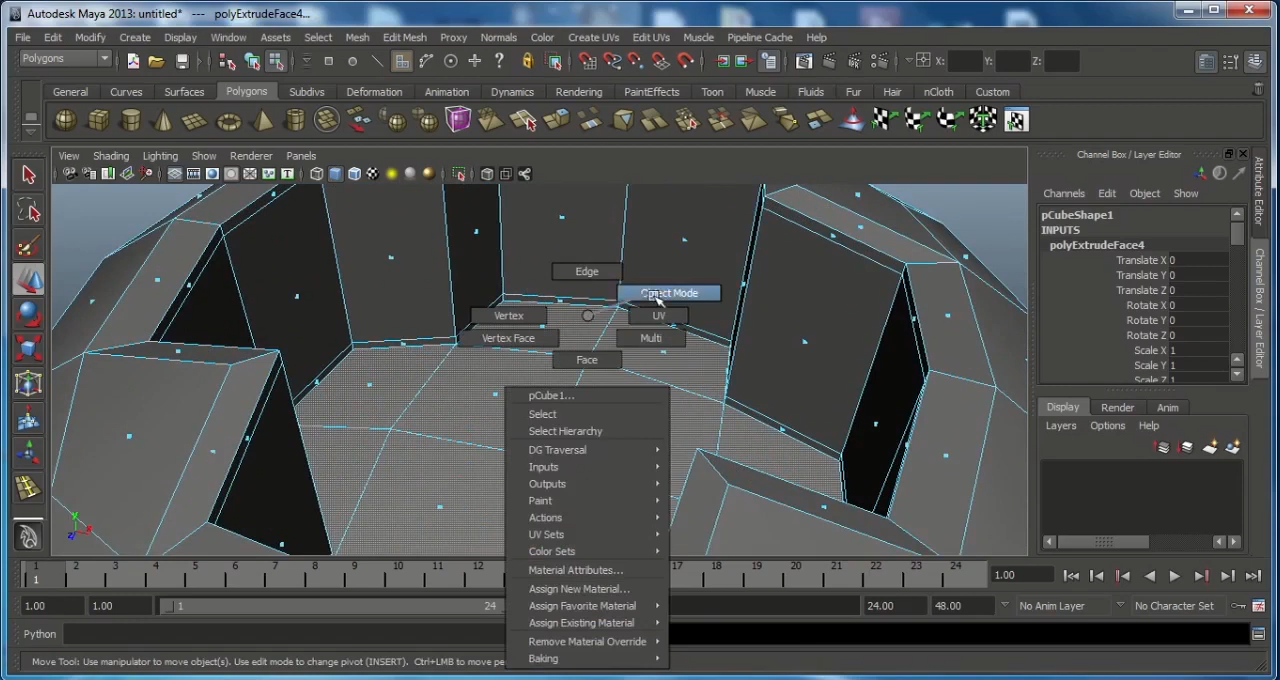 Autodesk Maya 2013: untitled* --- polyExtrudeFace4...
File Edit Modify Create Display Window Assets Select Mesh Edit Mesh Proxy Normals Color Create UVs Edit UVs Muscle Pipeline Cache Help
Polygons X: Y: Z:
General Curves Surfaces Polygons Subdivs Deformation Animation Dynamics Rendering PaintEffects Toon Muscle Fluids Fur Hair nCloth Custom
View Shading Lighting Show Renderer Panels
Channel Box / Layer Editor
Channels Edit Object Show
pCubeShape1
INPUTS
polyExtrudeFace4
Translate X 0
Translate Y 0
Translate Z 0
Rotate X 0
Rotate Y 0
Rotate Z 0
Scale X 1
Scale Y 1
Attribute Editor
Channel Box / Layer Editor
Edge
Object Mode
Vertex UV
Vertex Face Multi
Face
pCube1...
Select
Select Hierarchy
DG Traversal
Inputs
Outputs
Paint
Actions
UV Sets
Color Sets
Material Attributes...
Assign New Material...
Assign Favorite Material
Assign Existing Material
Remove Material Override
Baking
Display Render Anim
Layers Options Help
y x z
1 2 3 4 5 6 7 8 9 10 11 12 17 18 19 20 21 22 23 24
1 1.00
1.00 1.00 1 24 24.00 48.00 No Anim Layer No Character Set
Python
Move Tool: Use manipulator to move object(s). Use edit mode to change pivot (INSERT). Ctrl+LMB to move pe